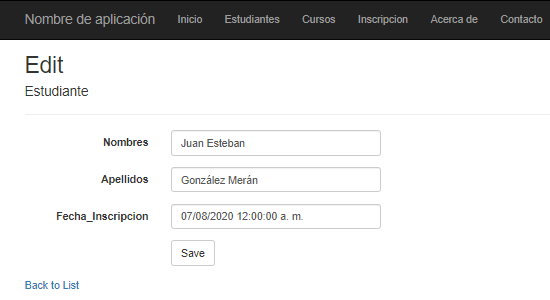 Nombre de aplicación Inicio Estudiantes Cursos Inscripcion Acerca de Contacto
Edit
Estudiante
Nombres Juan Esteban
Apellidos González Merán
Fecha_Inscripcion 07/08/2020 12:00:00 a. m.
Save
Back to List